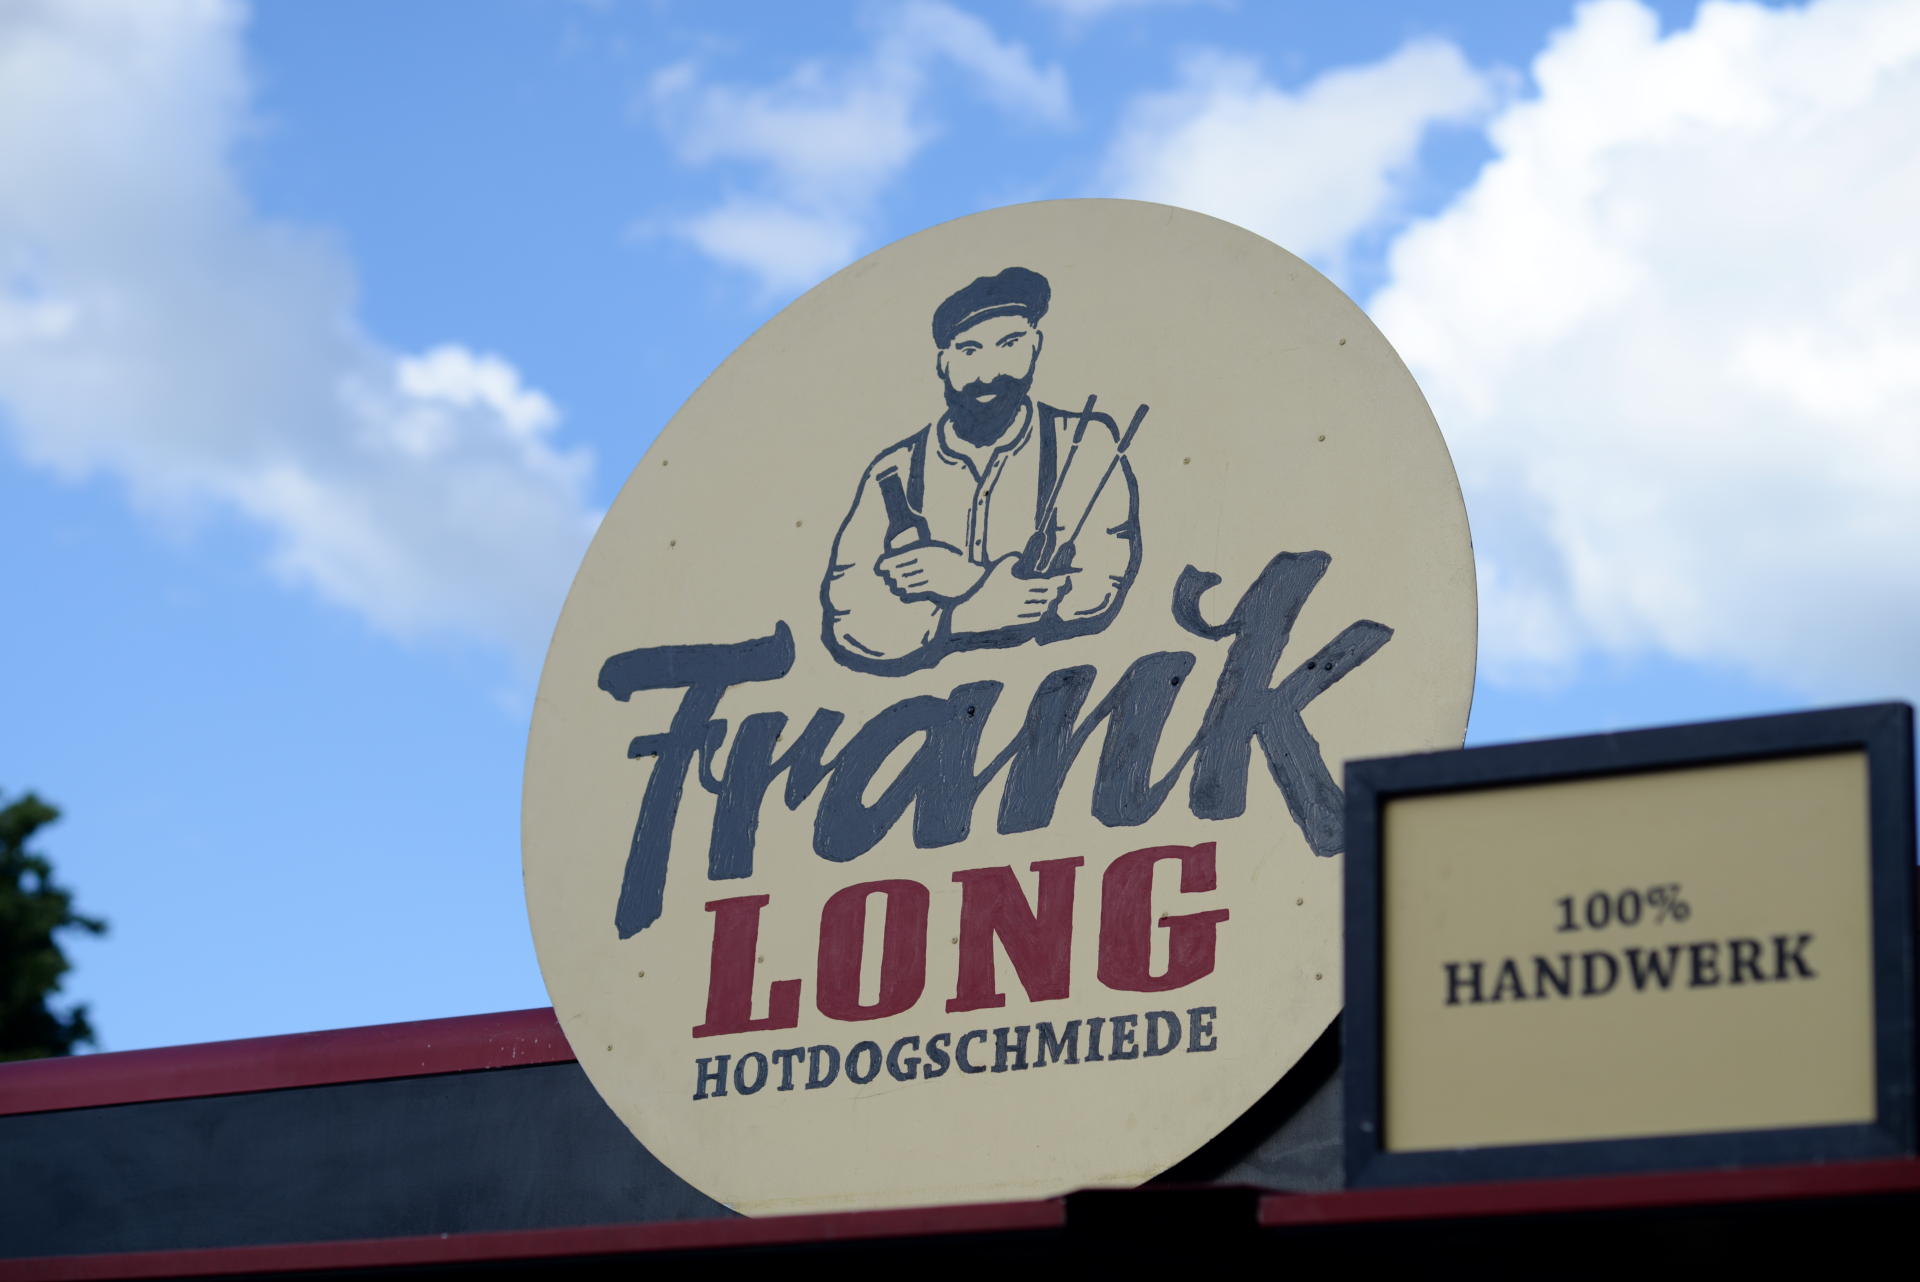 Frank
LONG
HOTDOGSCHMIEDE
100%
HANDWERK